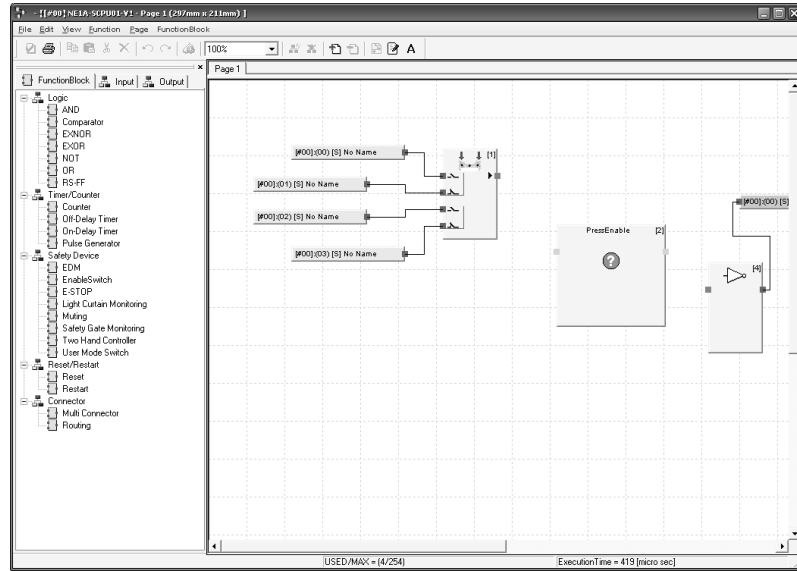 [#00] NE1A-SCPU01-V1 - Page 1 (297mm x 211mm) ]
File Edit View Function Page FunctionBlock
100%
A
FunctionBlock Input Output
Page 1
Logic
AND
Comparator
EXNOR
EXOR
NOT
OR
RS-FF
Timer/Counter
Counter
Off-Delay Timer
On-Delay Timer
Pulse Generator
Safety Device
EDM
EnableSwitch
E-STOP
Light Curtain Monitoring
Muting
Safety Gate Monitoring
Two Hand Controller
User Mode Switch
Reset/Restart
Reset
Restart
Connector
Multi Connector
Routing
[#00]:(00) [S] No Name
[#00]:(01) [S] No Name
[#00]:(02) [S] No Name
[#00]:(03) [S] No Name
[1]
PressEnable [2]
?
[#00]:(00) [S]
[4]
USED/MAX = (4/254)
ExecutionTime = 419 [micro sec]